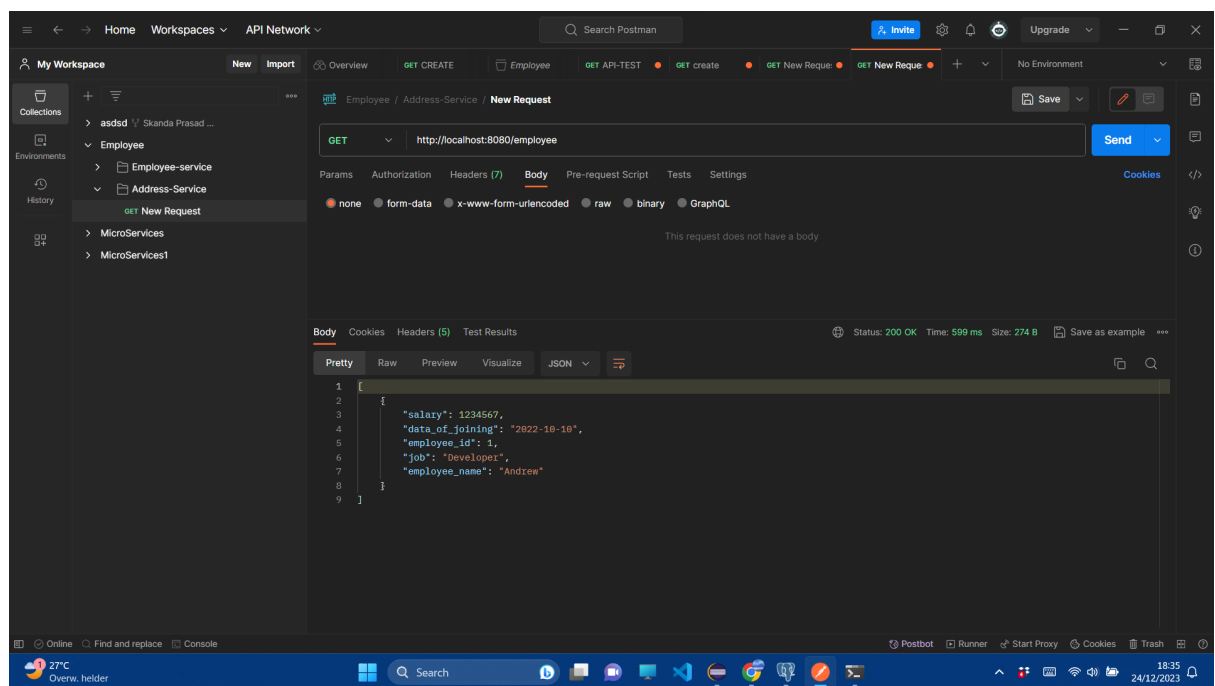 Home Workspaces API Network Search Postman Invite Upgrade
My Workspace New Import Overview GET CREATE Employee GET API-TEST GET create GET New Reque: GET New Reque No Environment
Collections
Environments
History
asdsd Skanda Prasad ...
Employee
Employee-service
Address-Service
GET New Request
MicroServices
MicroServices1
HTTP Employee / Address-Service / New Request Save
GET http://localhost:8080/employee Send
Params Authorization Headers (7) Body Pre-request Script Tests Settings Cookies
none form-data x-www-form-urlencoded raw binary GraphQL
This request does not have a body
Body Cookies Headers (5) Test Results Status: 200 OK Time: 599 ms Size: 274 B Save as example
Pretty Raw Preview Visualize JSON
1 [
2 {
3 "salary": 1234567,
4 "data_of_joining": "2022-10-10",
5 "employee_id": 1,
6 "job": "Developer",
7 "employee_name": "Andrew"
8 }
9 ]
Online Find and replace Console Postbot Runner Start Proxy Cookies Trash
1 27°C Search 18:35
Overw. helder 24/12/2023